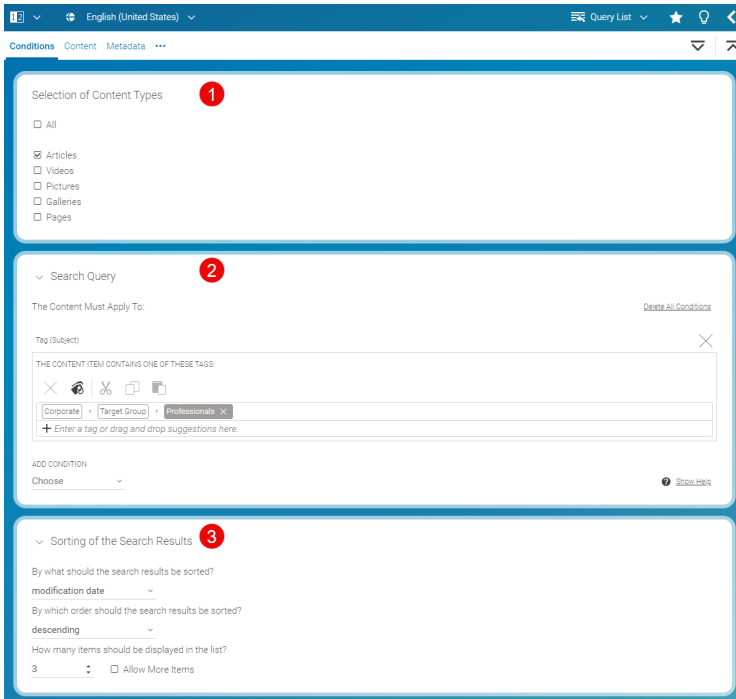 12 English (United States) Query List
Conditions Content Metadata •••
Selection of Content Types 1
All
Articles
Videos
Pictures
Galleries
Pages
Search Query 2
The Content Must Apply To: Delete All Conditions
Tag (Subject)
THE CONTENT ITEM CONTAINS ONE OF THESE TAGS:
Corporate Target Group Professionals
Enter a tag or drag and drop suggestions here.
ADD CONDITION
Choose Show Help
Sorting of the Search Results 3
By what should the search results be sorted?
modification date
By which order should the search results be sorted?
descending
How many items should be displayed in the list?
3 Allow More Items